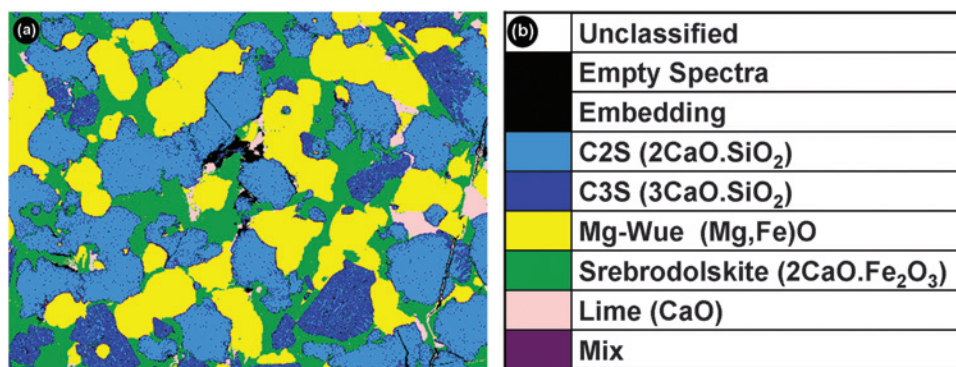 (a)
(b) Unclassified
Empty Spectra
Embedding
C2S (2CaO.SiO₂)
C3S (3CaO.SiO₂)
Mg-Wue (Mg,Fe)O
Srebrodolskite (2CaO.Fe₂O₃)
Lime (CaO)
Mix